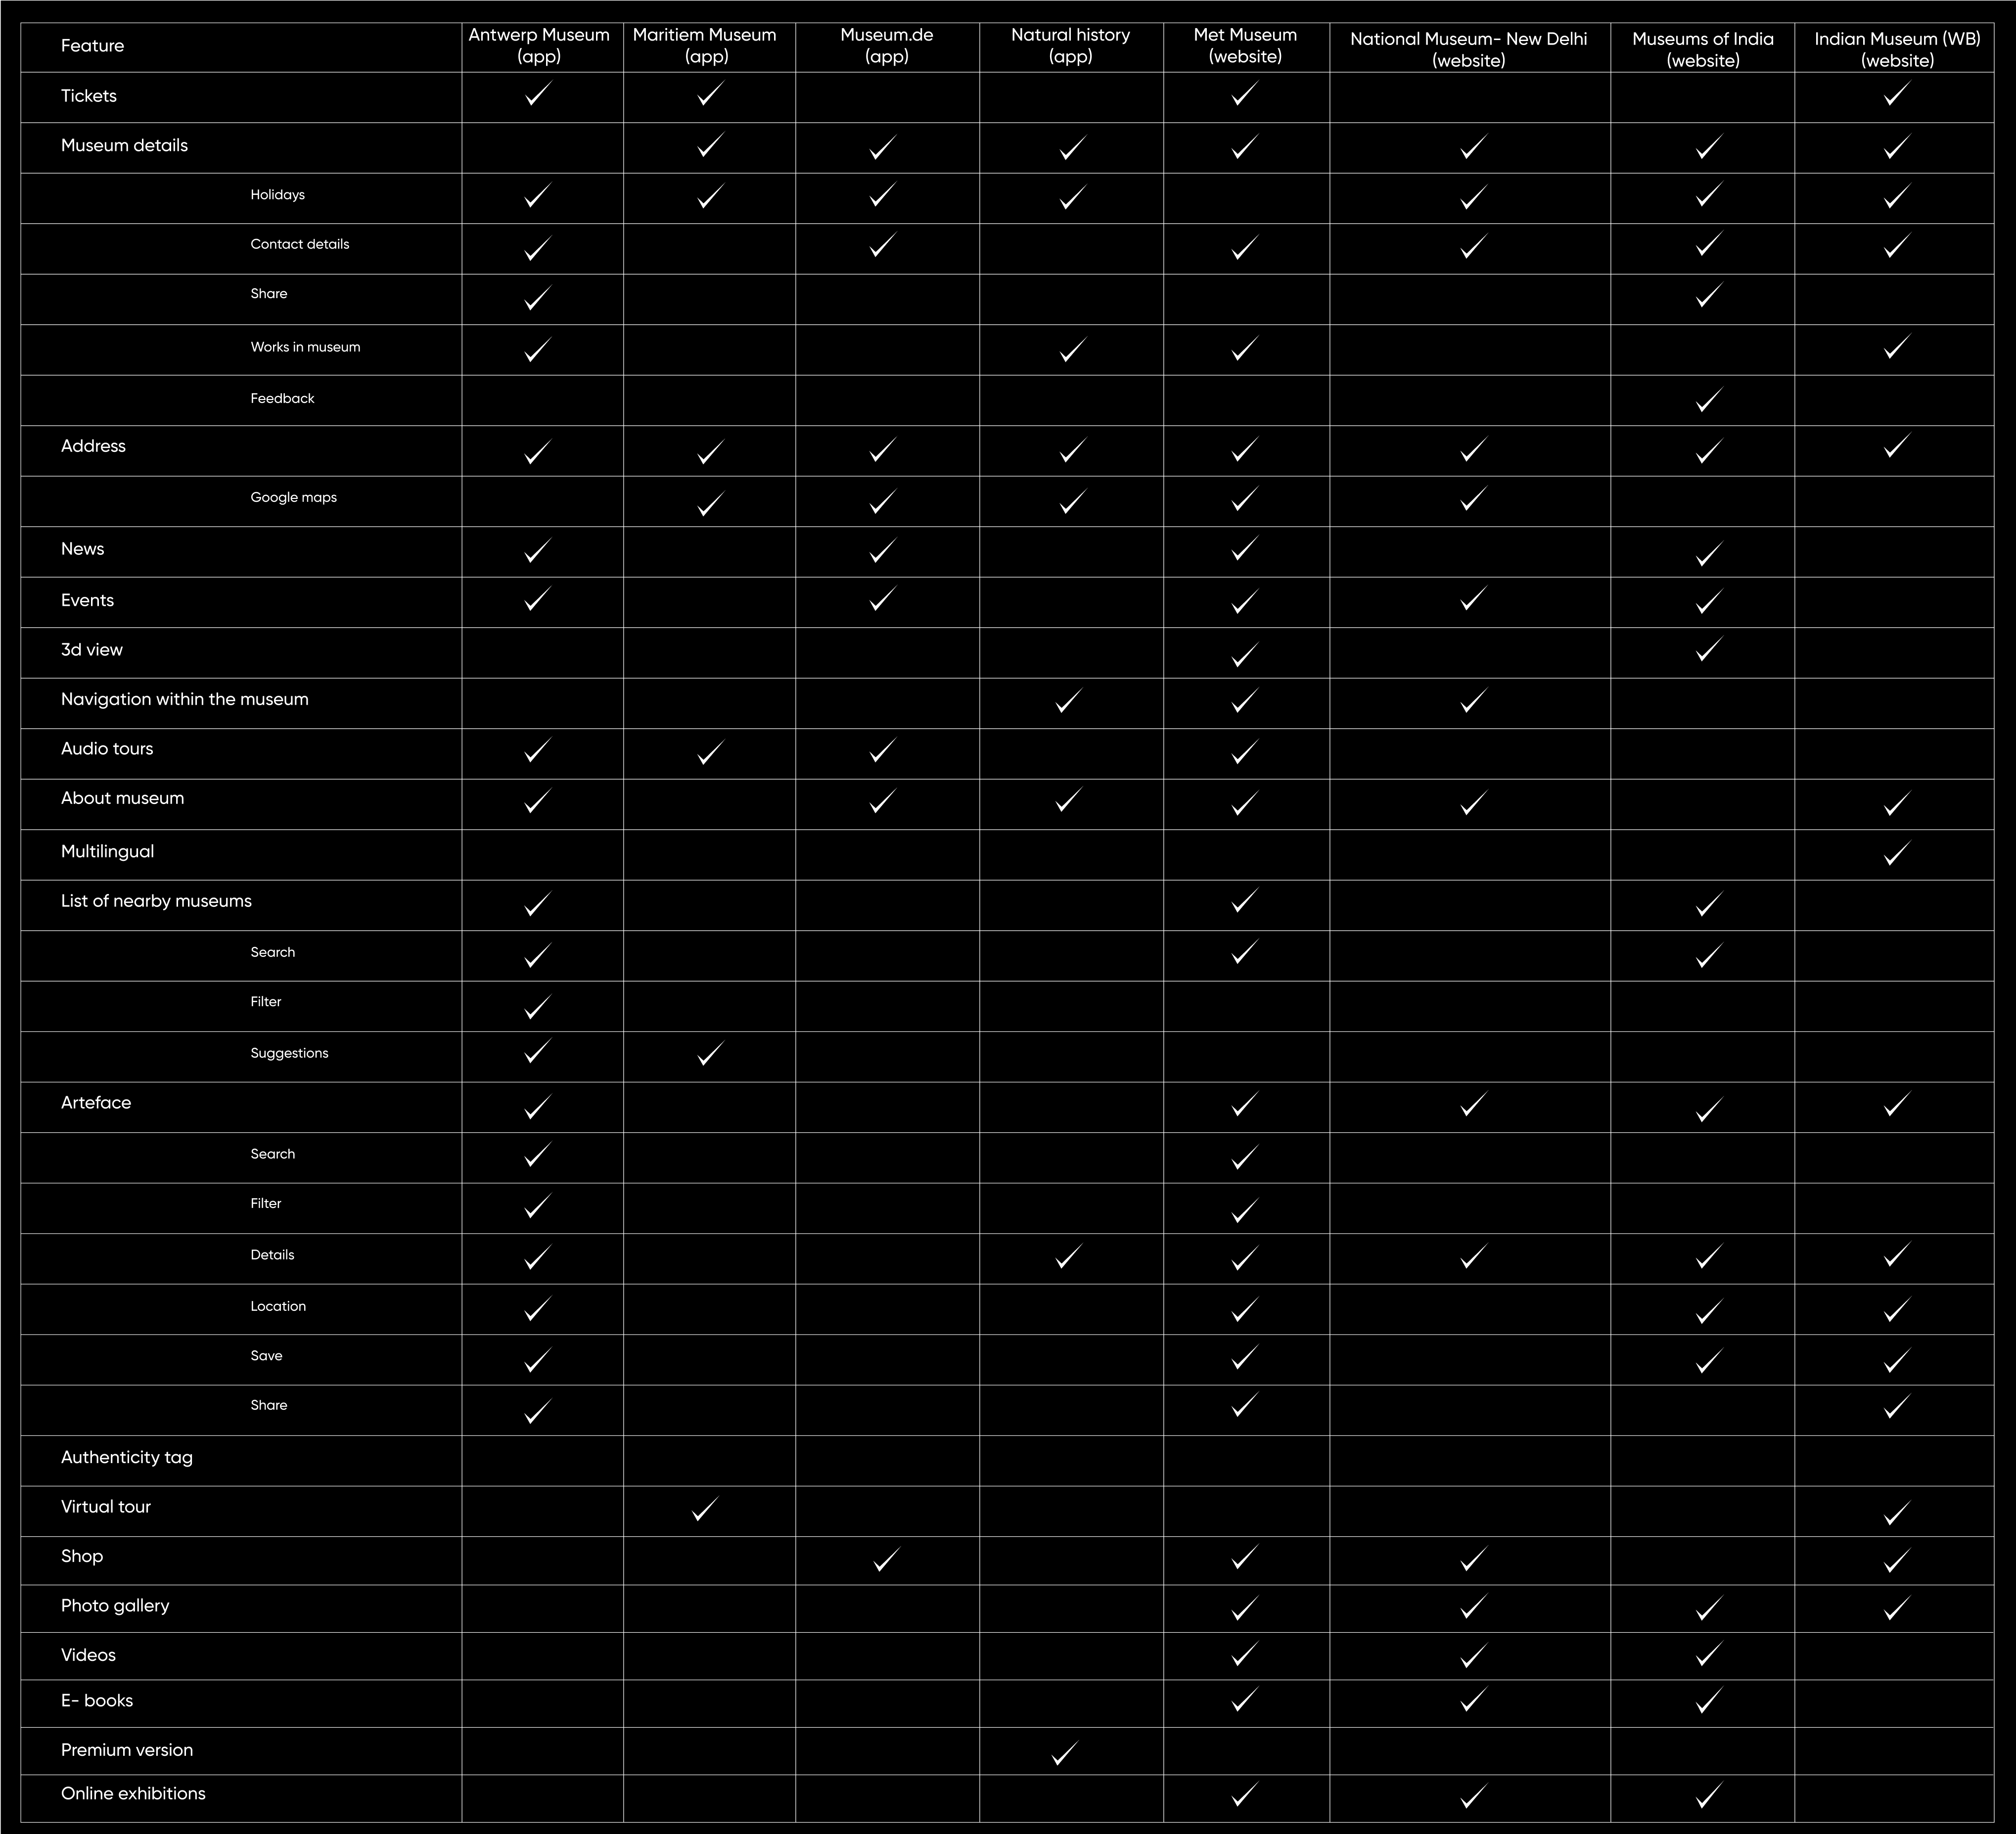 Feature
Antwerp Museum
(app)
Maritiem Museum
(app)
Museum.de
(app)
Natural history
(app)
Met Museum
(website)
National Museum- New Delhi
(website)
Museums of India
(website)
Indian Museum (WB)
(website)
Tickets
Museum details
Holidays
Contact details
Share
Works in museum
Feedback
Address
Google maps
News
Events
3d view
Navigation within the museum
Audio tours
About museum
Multilingual
List of nearby museums
Search
Filter
Suggestions
Arteface
Search
Filter
Details
Location
Save
Share
Authenticity tag
Virtual tour
Shop
Photo gallery
Videos
E- books
Premium version
Online exhibitions